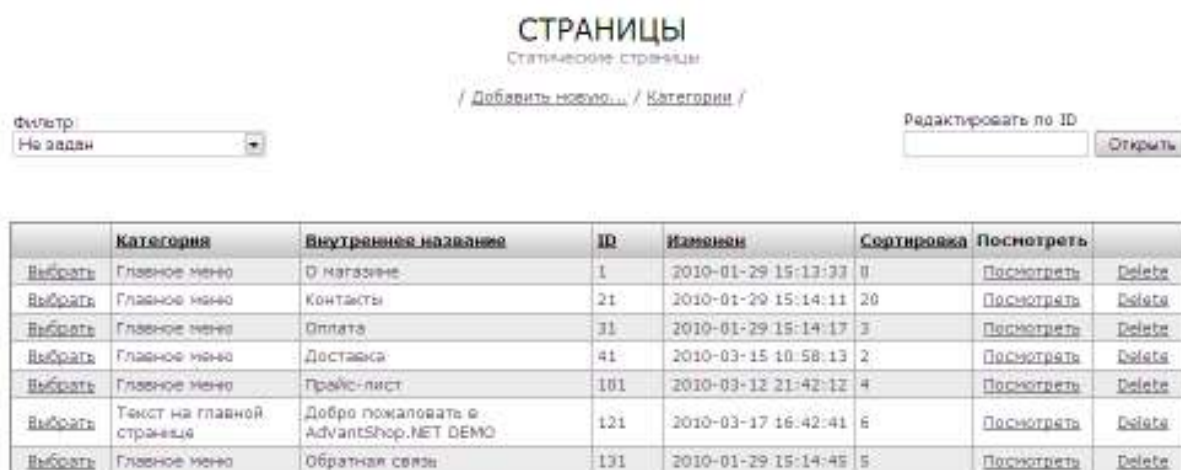 СТРАНИЦЫ
Статические страницы
/ Добавить новую... / Категории /
Фильтр:
Не задан
Редактировать по ID
Открыть
Категория Внутреннее название ID Изменен Сортировка Посмотреть
Выбрать Главное меню О магазине 1 2010-01-29 15:13:33 0 Посмотреть Delete
Выбрать Главное меню Контакты 21 2010-01-29 15:14:11 20 Посмотреть Delete
Выбрать Главное меню Оплата 31 2010-01-29 15:14:17 3 Посмотреть Delete
Выбрать Главное меню Доставка 41 2010-03-15 10:58:13 2 Посмотреть Delete
Выбрать Главное меню Прайс-лист 101 2010-03-12 21:42:12 4 Посмотреть Delete
Выбрать Текст на главной странице Добро пожаловать в AdvantShop.NET DEMO 121 2010-03-17 16:42:41 6 Посмотреть Delete
Выбрать Главное меню Обратная связь 131 2010-01-29 15:14:45 5 Посмотреть Delete